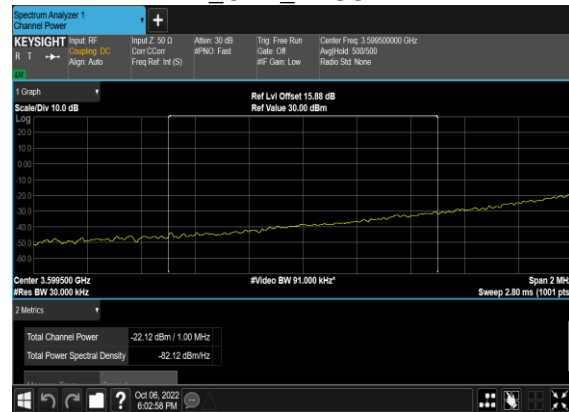 Spectrum Analyzer 1
Channel Power
+
KEYSIGHT Input: RF Input Z: 50 Ω Atten: 30 dB Trig: Free Run Center Freq: 3.599500000 GHz
R T Coupling: DC Corr CCorr #PNO: Fast Gate: Off Avg|Hold: 500/500
Align: Auto Freq Ref: Int (S) #IF Gain: Low Radio Std: None
1 Graph
Ref Lvl Offset 15.88 dB
Scale/Div 10.0 dB Ref Value 30.00 dBm
Log
20.0
10.0
0.00
-10.0
-20.0
-30.0
-40.0
-50.0
-60.0
Center 3.599500 GHz #Video BW 91.000 kHz* Span 2 MHz
#Res BW 30.000 kHz Sweep 2.80 ms (1001 pts
2 Metrics
Total Channel Power -22.12 dBm / 1.00 MHz
Total Power Spectral Density -82.12 dBm/Hz
?
Oct 06, 2022
6:02:58 PM